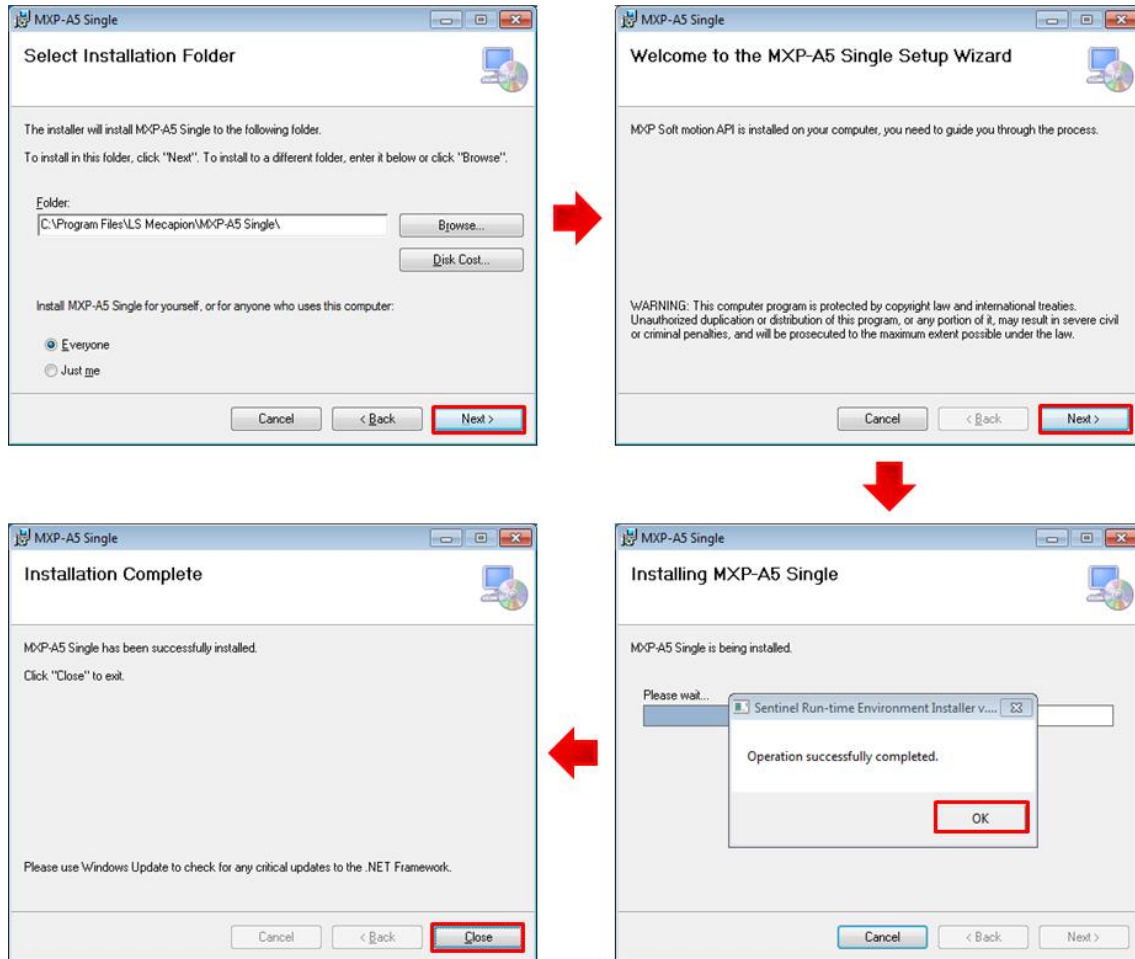 MXP-A5 Single
Select Installation Folder
The installer will install MXP-A5 Single to the following folder.
To install in this folder, click "Next". To install to a different folder, enter it below or click "Browse".
Folder:
C:\Program Files\LS Mecapion\MXP-A5 Single\
Browse...
Disk Cost...
Install MXP-A5 Single for yourself, or for anyone who uses this computer:
Everyone
Just me
Cancel
< Back
Next >
MXP-A5 Single
Welcome to the MXP-A5 Single Setup Wizard
MXP Soft motion API is installed on your computer, you need to guide you through the process.
WARNING: This computer program is protected by copyright law and international treaties.
Unauthorized duplication or distribution of this program, or any portion of it, may result in severe civil
or criminal penalties, and will be prosecuted to the maximum extent possible under the law.
Cancel
< Back
Next >
MXP-A5 Single
Installing MXP-A5 Single
MXP-A5 Single is being installed.
Please wait...
Sentinel Run-time Environment Installer v....
Operation successfully completed.
OK
Cancel
< Back
Next >
MXP-A5 Single
Installation Complete
MXP-A5 Single has been successfully installed.
Click "Close" to exit.
Please use Windows Update to check for any critical updates to the .NET Framework.
Cancel
< Back
Close